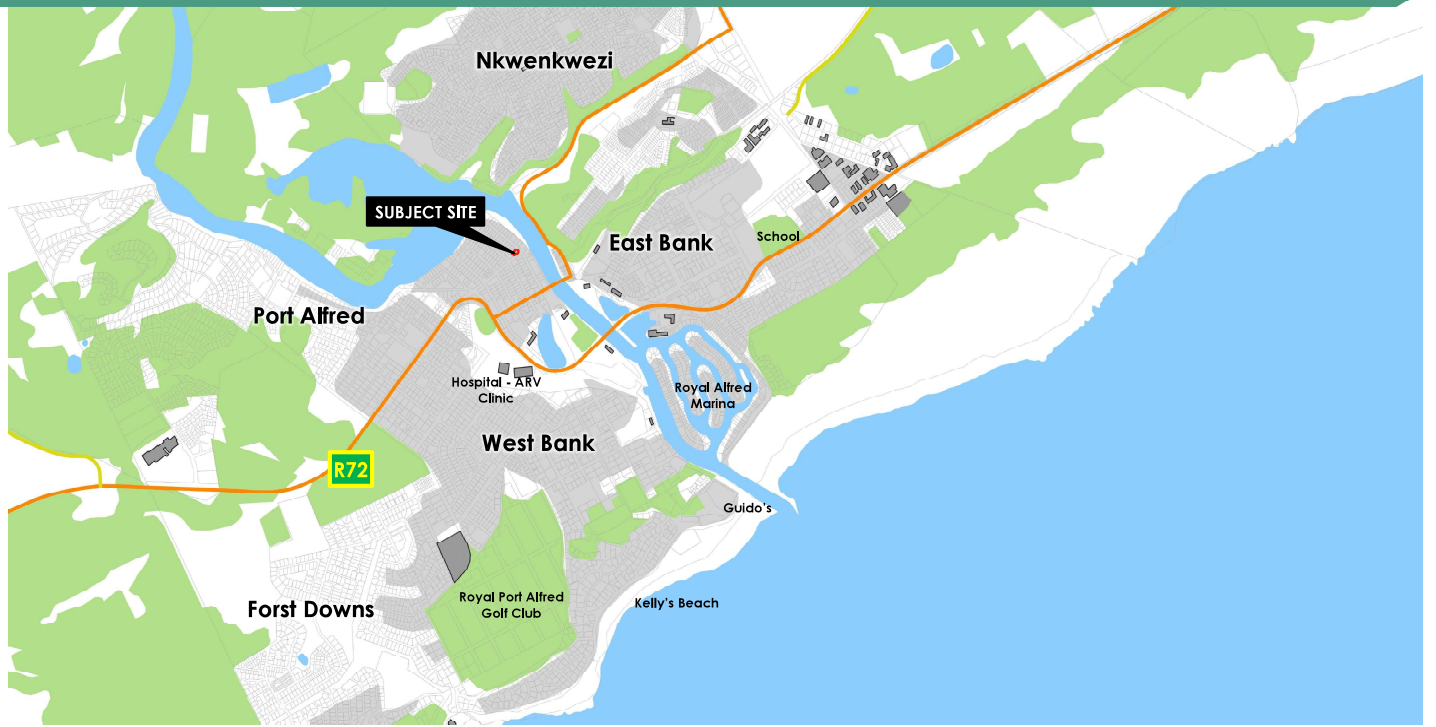 Nkwenkwezi
SUBJECT SITE
East Bank
School
Port Alfred
Hospital - ARV
Clinic
Royal Alfred
Marina
West Bank
R72
Guido's
Royal Port Alfred
Golf Club
Kelly's Beach
Forst Downs